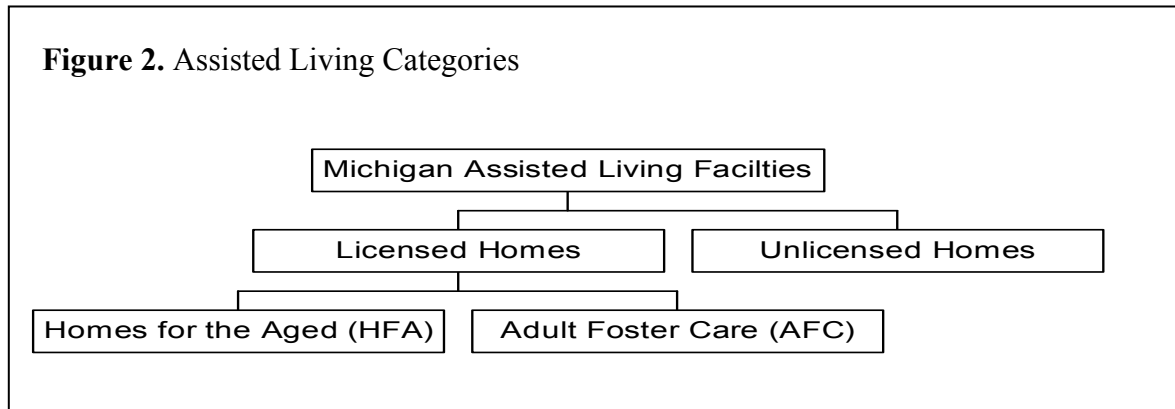 Figure 2. Assisted Living Categories
Michigan Assisted Living Facilties
Licensed Homes
Unlicensed Homes
Homes for the Aged (HFA)
Adult Foster Care (AFC)